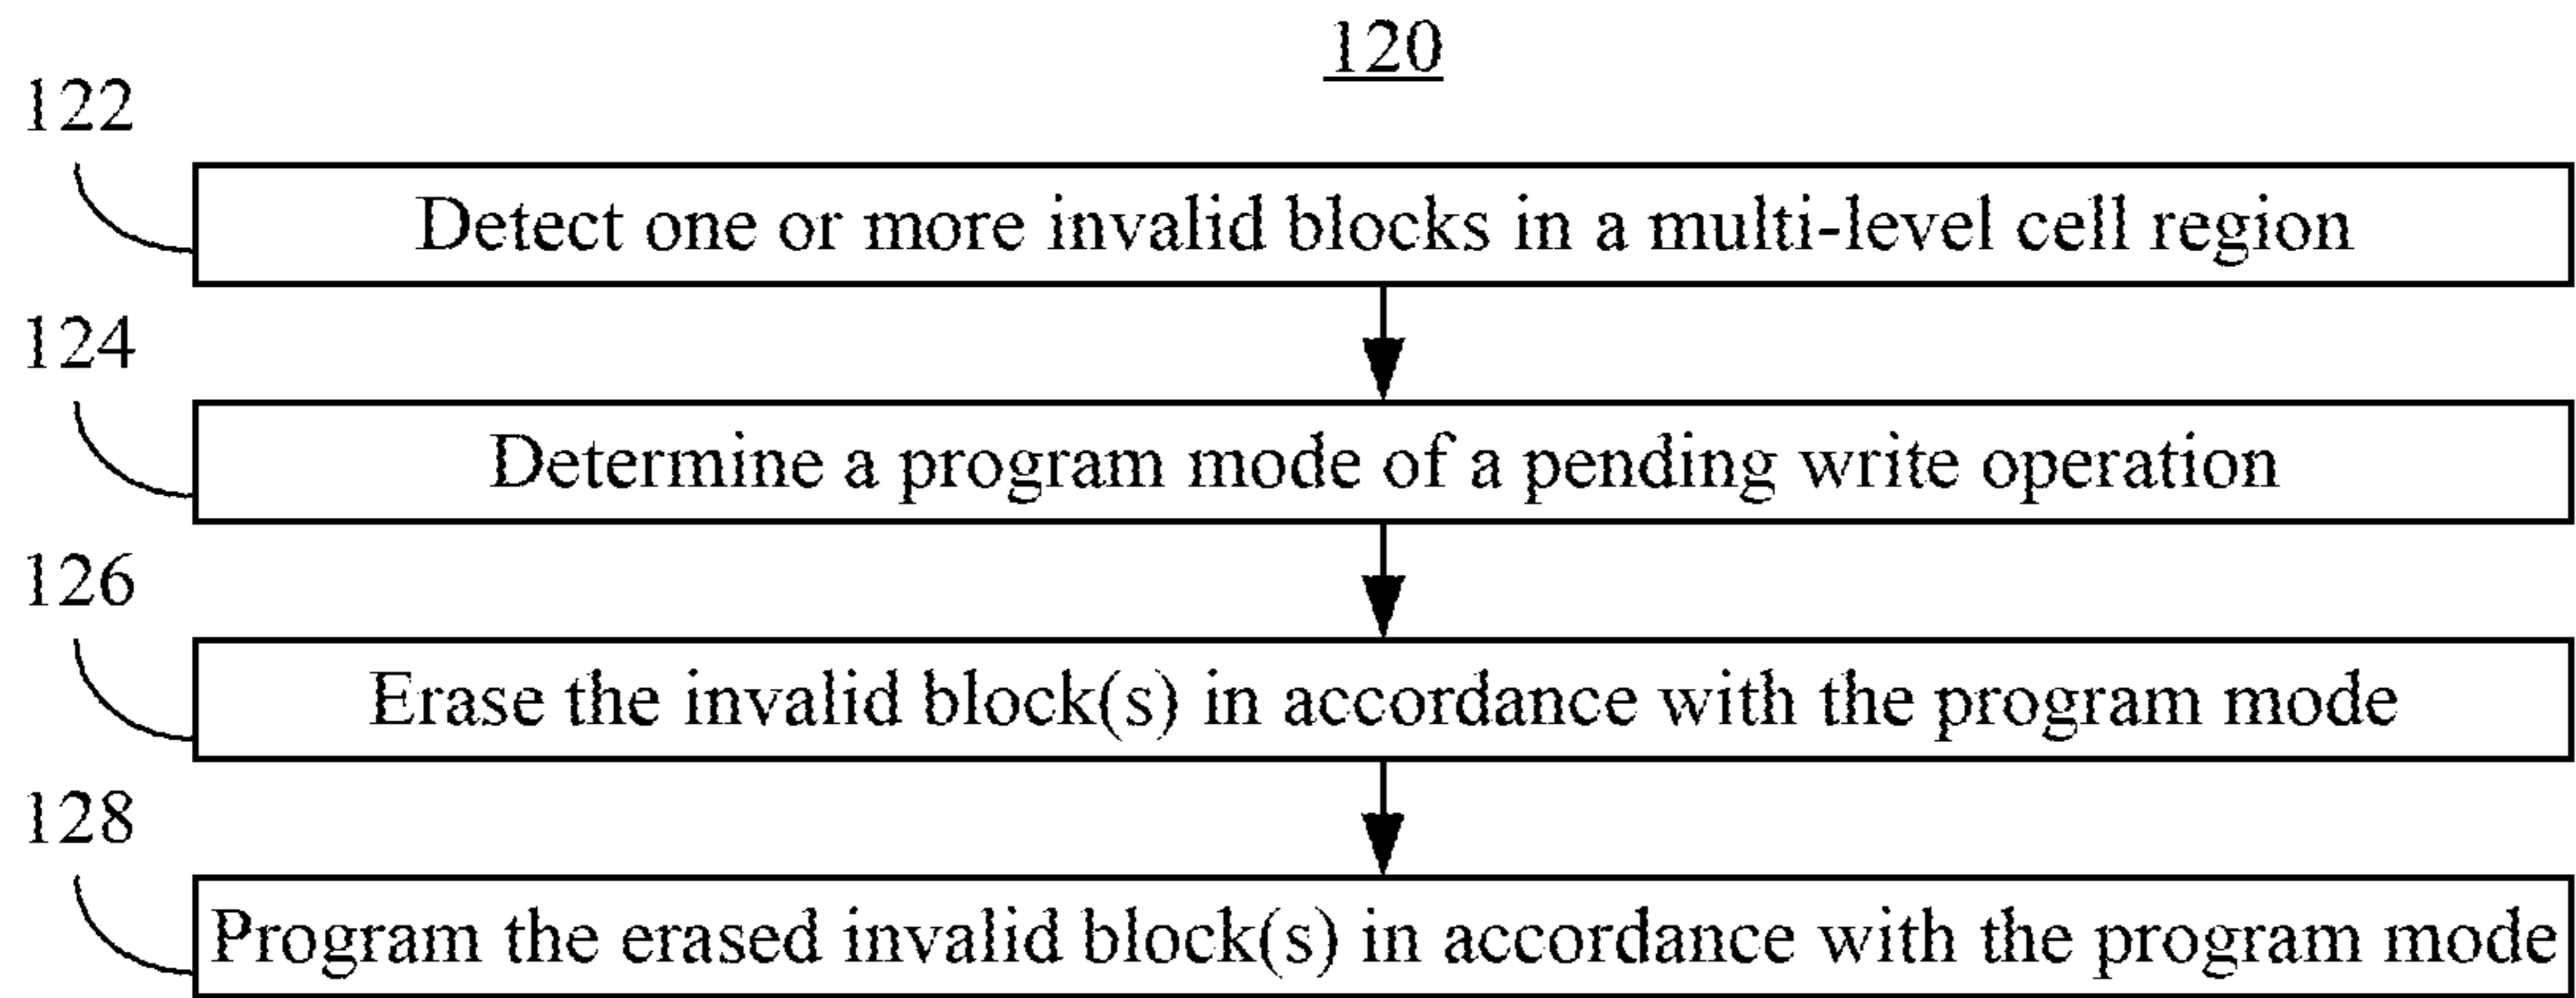 120
122
Detect one or more invalid blocks in a multi-level cell region
124
Determine a program mode of a pending write operation
126
Erase the invalid block(s) in accordance with the program mode
128
Program the erased invalid block(s) in accordance with the program mode